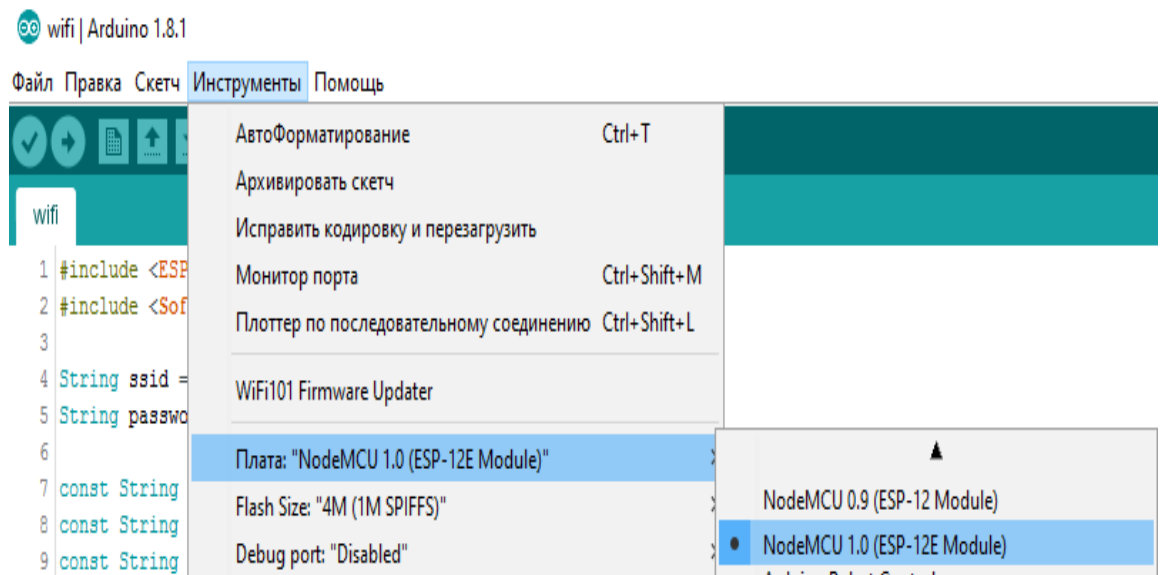 wifi | Arduino 1.8.1
Файл Правка Скетч Инструменты Помощь
АвтоФорматирование Ctrl+T
Архивировать скетч
Исправить кодировку и перезагрузить
Монитор порта Ctrl+Shift+M
Плоттер по последовательному соединению Ctrl+Shift+L
WiFi101 Firmware Updater
Плата: "NodeMCU 1.0 (ESP-12E Module)"
Flash Size: "4M (1M SPIFFS)"
Debug port: "Disabled"
NodeMCU 0.9 (ESP-12 Module)
NodeMCU 1.0 (ESP-12E Module)
wifi
1 #include <ESP
2 #include <Sof
3
4 String ssid =
5 String passwo
6
7 const String
8 const String
9 const String